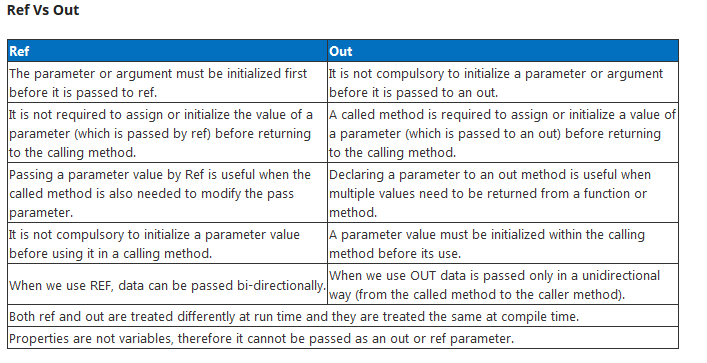 Ref Vs Out
Ref
Out
The parameter or argument must be initialized first
before it is passed to ref.
It is not compulsory to initialize a parameter or argument
before it is passed to an out.
It is not required to assign or initialize the value of a
parameter (which is passed by ref) before returning
to the calling method.
A called method is required to assign or initialize a value of
a parameter (which is passed to an out) before returning
to the calling method.
Passing a parameter value by Ref is useful when the
called method is also needed to modify the pass
parameter.
Declaring a parameter to an out method is useful when
multiple values need to be returned from a function or
method.
It is not compulsory to initialize a parameter value
before using it in a calling method.
A parameter value must be initialized within the calling
method before its use.
When we use REF, data can be passed bi-directionally.
When we use OUT data is passed only in a unidirectional
way (from the called method to the caller method).
Both ref and out are treated differently at run time and they are treated the same at compile time.
Properties are not variables, therefore it cannot be passed as an out or ref parameter.